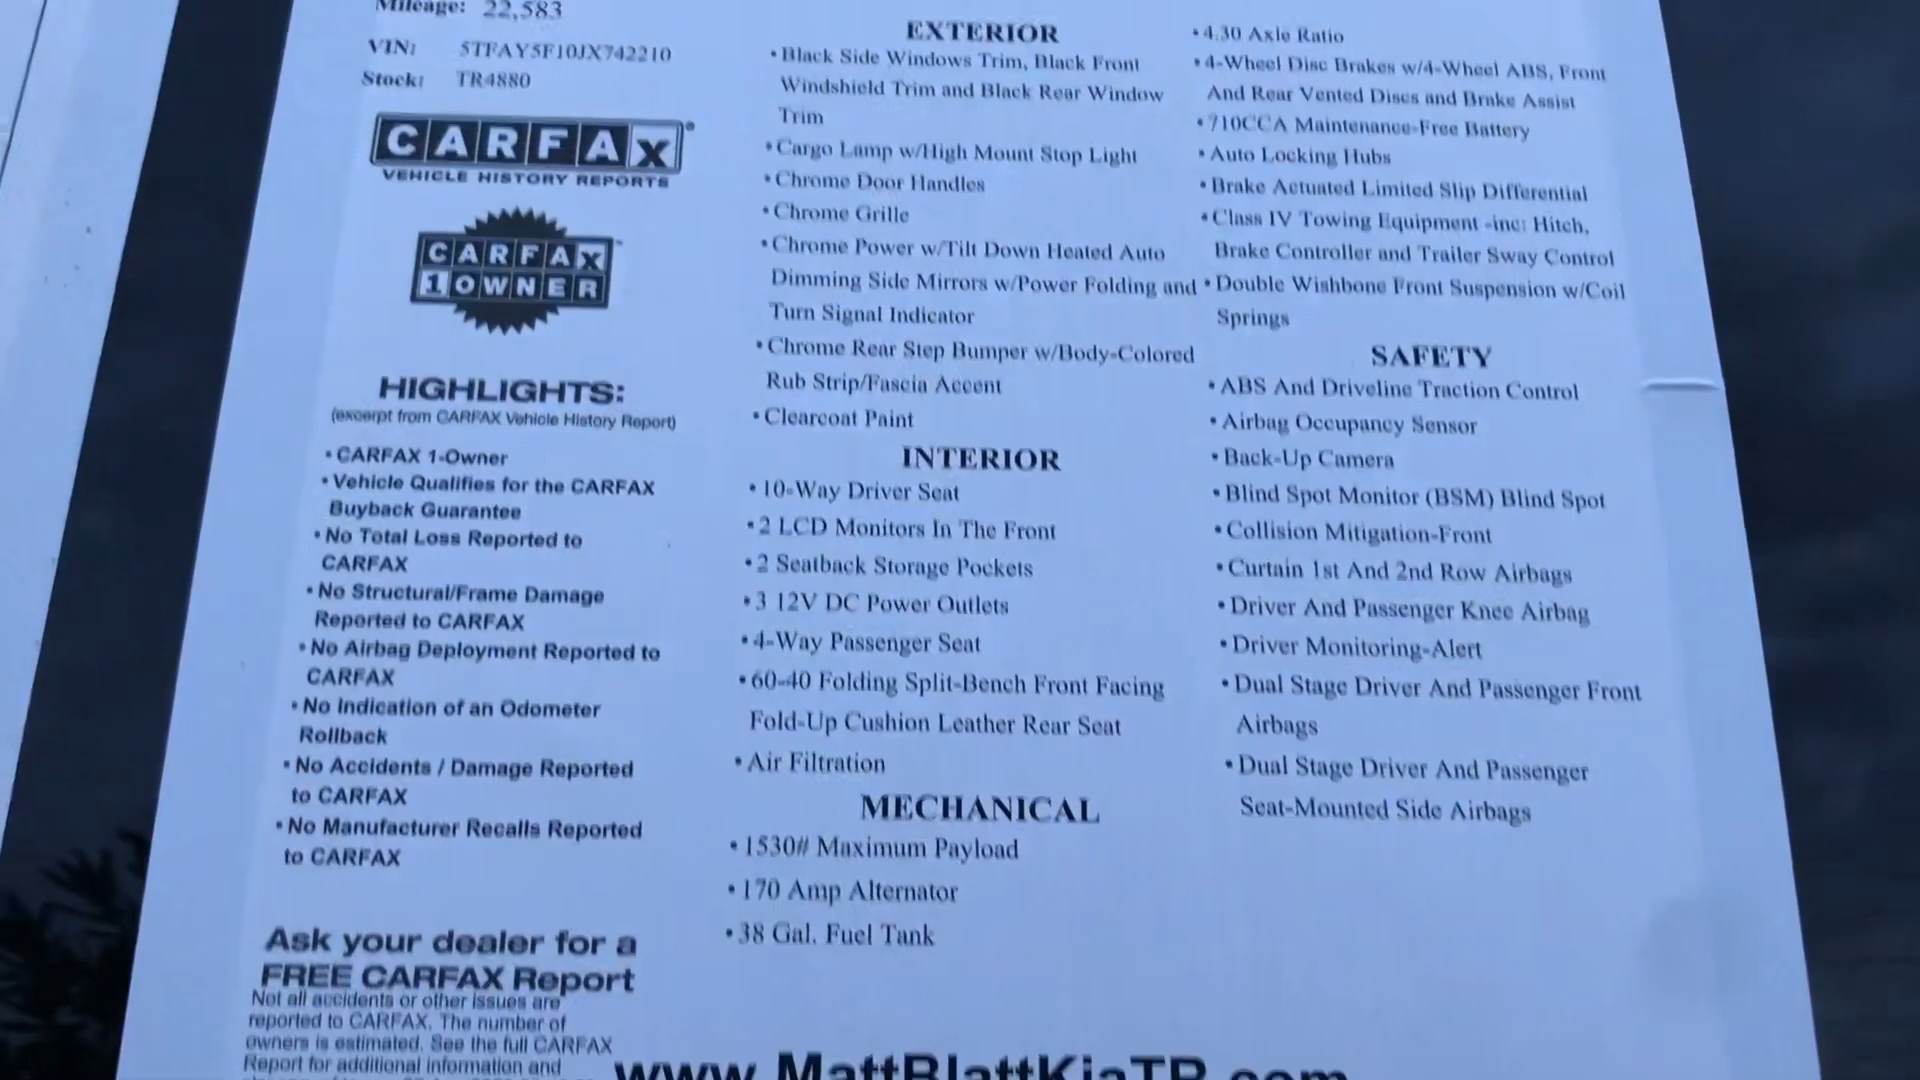 Mileage: 22,583
VIN: 5TFAY5F10JX742210
Stock: TR4880
CARFAX
VEHICLE HISTORY REPORTS
CARFAX
1 OWNER
HIGHLIGHTS:
(excerpt from CARFAX Vehicle History Report)
• CARFAX 1-Owner
• Vehicle Qualifies for the CARFAX
Buyback Guarantee
• No Total Loss Reported to
CARFAX
• No Structural/Frame Damage
Reported to CARFAX
• No Airbag Deployment Reported to
CARFAX
• No Indication of an Odometer
Rollback
• No Accidents / Damage Reported
to CARFAX
• No Manufacturer Recalls Reported
to CARFAX
Ask your dealer for a
FREE CARFAX Report
Not all accidents or other issues are
reported to CARFAX. The number of
owners is estimated. See the full CARFAX
Report for additional information and
EXTERIOR
• Black Side Windows Trim, Black Front
Windshield Trim and Black Rear Window
Trim
• Cargo Lamp w/High Mount Stop Light
• Chrome Door Handles
• Chrome Grille
• Chrome Power w/Tilt Down Heated Auto
Dimming Side Mirrors w/Power Folding and
Turn Signal Indicator
• Chrome Rear Step Bumper w/Body-Colored
Rub Strip/Fascia Accent
• Clearcoat Paint
INTERIOR
• 10-Way Driver Seat
• 2 LCD Monitors In The Front
• 2 Seatback Storage Pockets
• 3 12V DC Power Outlets
• 4-Way Passenger Seat
• 60-40 Folding Split-Bench Front Facing
Fold-Up Cushion Leather Rear Seat
• Air Filtration
MECHANICAL
• 1530# Maximum Payload
• 170 Amp Alternator
• 38 Gal. Fuel Tank
• 4.30 Axle Ratio
• 4-Wheel Disc Brakes w/4-Wheel ABS, Front
And Rear Vented Discs and Brake Assist
• 710CCA Maintenance-Free Battery
• Auto Locking Hubs
• Brake Actuated Limited Slip Differential
• Class IV Towing Equipment -inc: Hitch,
Brake Controller and Trailer Sway Control
• Double Wishbone Front Suspension w/Coil
Springs
SAFETY
• ABS And Driveline Traction Control
• Airbag Occupancy Sensor
• Back-Up Camera
• Blind Spot Monitor (BSM) Blind Spot
• Collision Mitigation-Front
• Curtain 1st And 2nd Row Airbags
• Driver And Passenger Knee Airbag
• Driver Monitoring-Alert
• Dual Stage Driver And Passenger Front
Airbags
• Dual Stage Driver And Passenger
Seat-Mounted Side Airbags
www.MattBlattKiaTR.com